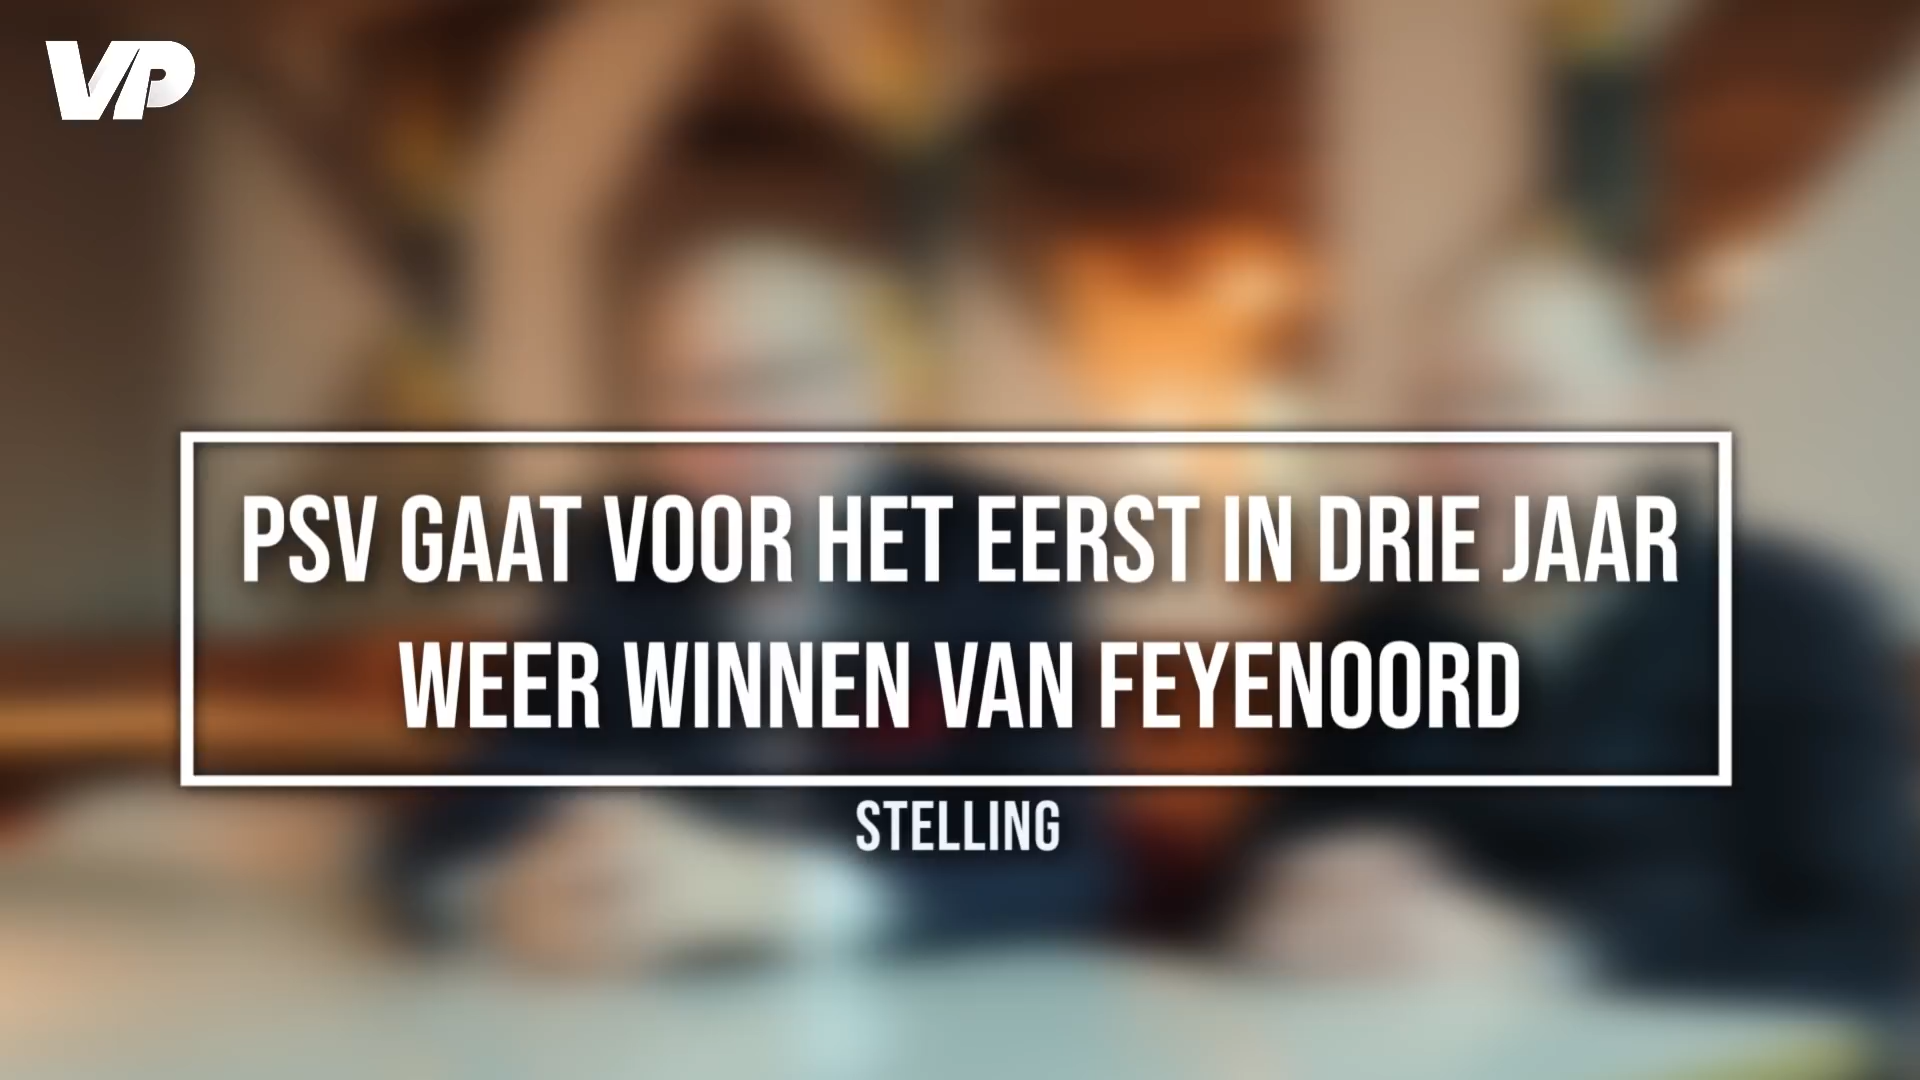 VP
PSV GAAT VOOR HET EERST IN DRIE JAAR
WEER WINNEN VAN FEYENOORD
STELLING